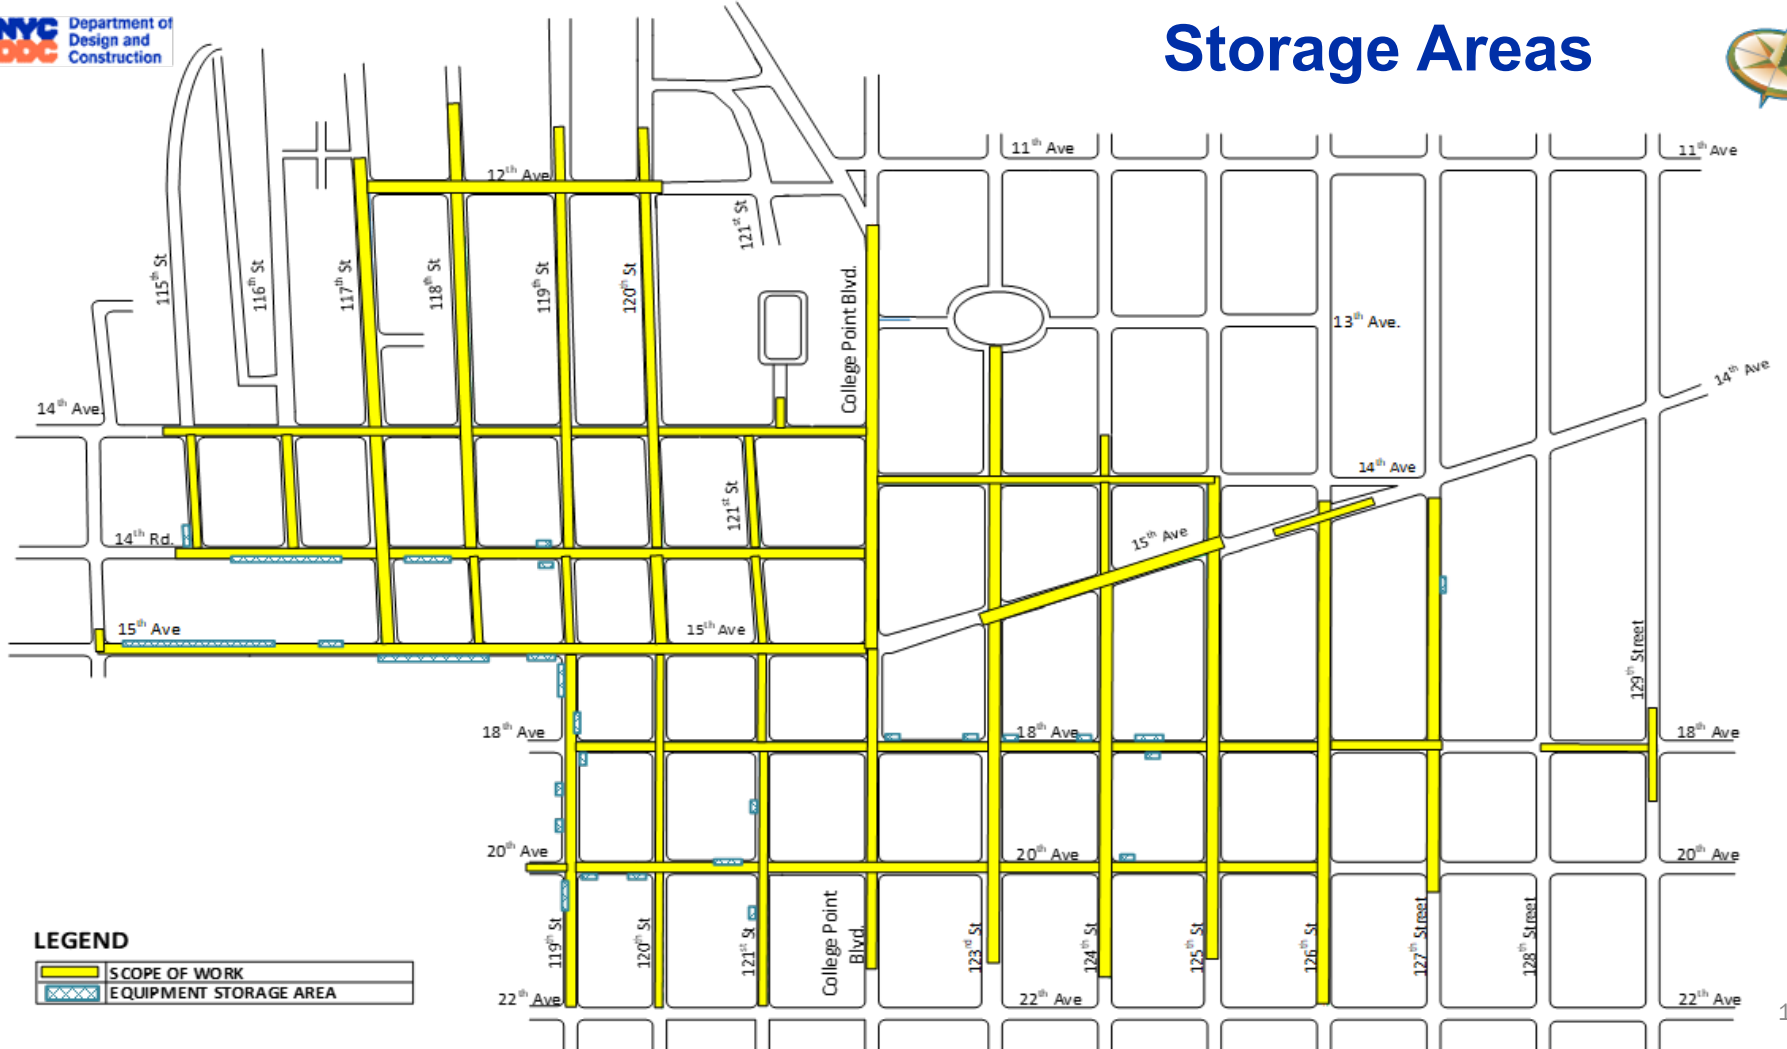 NYC
DDC
Department of
Design and
Construction
Storage Areas
11th Ave
11th Ave
12th Ave
121st St
115th St
116th St
117th St
118th St
119th St
120th St
College Point Blvd.
13th Ave.
14th Ave
14th Ave.
14th Ave
121st St
14th Rd.
15th Ave
15th Ave
15th Ave
129th Street
18th Ave
18th Ave
18th Ave
20th Ave
20th Ave
20th Ave
119th St
120th St
121st St
College Point
Blvd.
123rd St
124th St
125th St
126th St
127th Street
128th Street
LEGEND
SCOPE OF WORK
EQUIPMENT STORAGE AREA
22th Ave
22th Ave
22th Ave
1